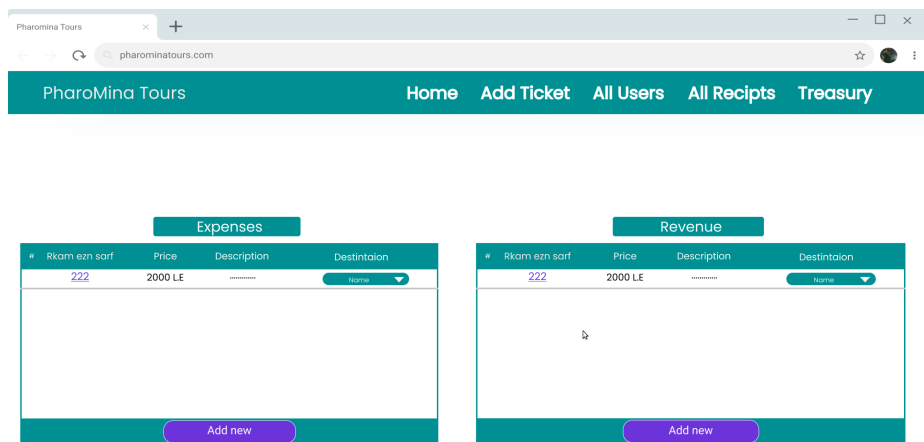 Pharomina Tours
pharominatours.com
PharoMina Tours Home Add Ticket All Users All Recipts Treasury
Expenses
# Rkam ezn sarf Price Description Destintaion
222 2000 L.E ............. Name
Add new
Revenue
# Rkam ezn sarf Price Description Destintaion
222 2000 L.E ............. Name
Add new